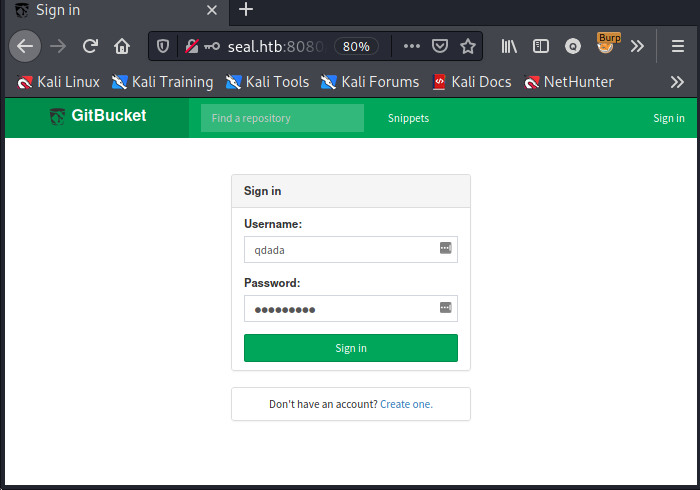 Sign in
seal.htb:8080
80%
Burp
Kali Linux
Kali Training
Kali Tools
Kali Forums
Kali Docs
NetHunter
GitBucket
Find a repository
Snippets
Sign in
Sign in
Username:
qdada
Password:
●●●●●●●●●
Sign in
Don't have an account? Create one.